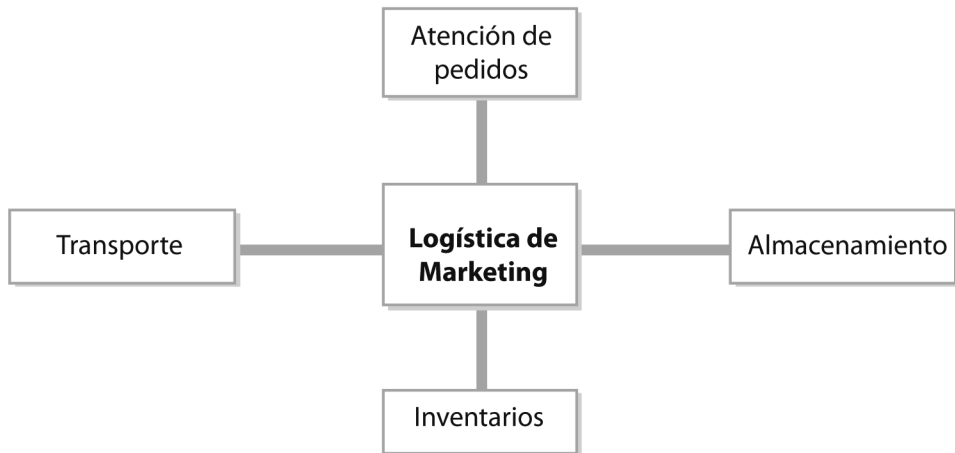 Atención de
pedidos
Transporte
Logística de
Marketing
Almacenamiento
Inventarios